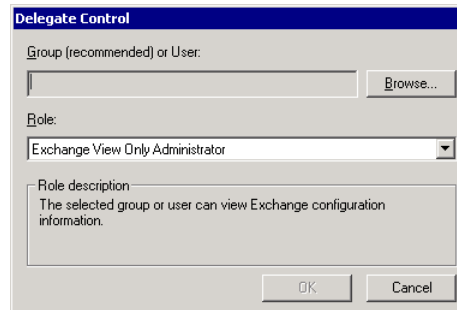 Delegate Control
Group (recommended) or User:
Browse...
Role:
Exchange View Only Administrator
Role description
The selected group or user can view Exchange configuration
information.
OK
Cancel